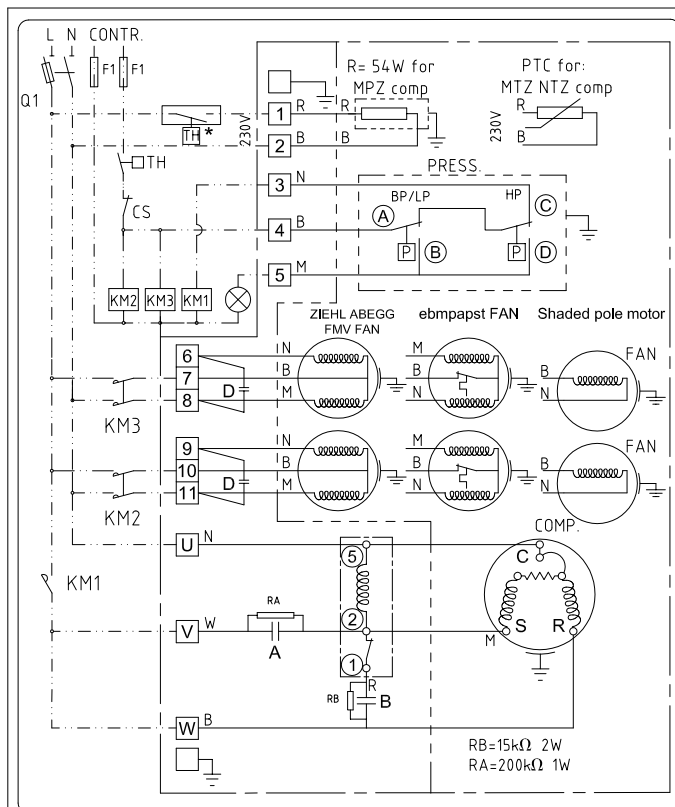 L N CONTR.
F1 F1
Q1
R= 54W for
MPZ comp
PTC for:
MTZ NTZ comp
1 R R
TH *
230V
2 B B
230V
R
B
TH
PRESS.
3 N
BP/LP
HP
CS
4 B
A
C
P B
P D
5 M
KM2 KM3 KM1
ZIEHL ABEGG
FMV FAN
ebmpapst FAN
Shaded pole motor
6 N M FAN
7 D B B B
8 M N N
KM3
9 N M FAN
10 D B B B
11 M N N
KM2
COMP.
U N
5
C
KM1
RA
2
V W
A
M S R
1
RB R B
W B
RB=15kΩ 2W
RA=200kΩ 1W